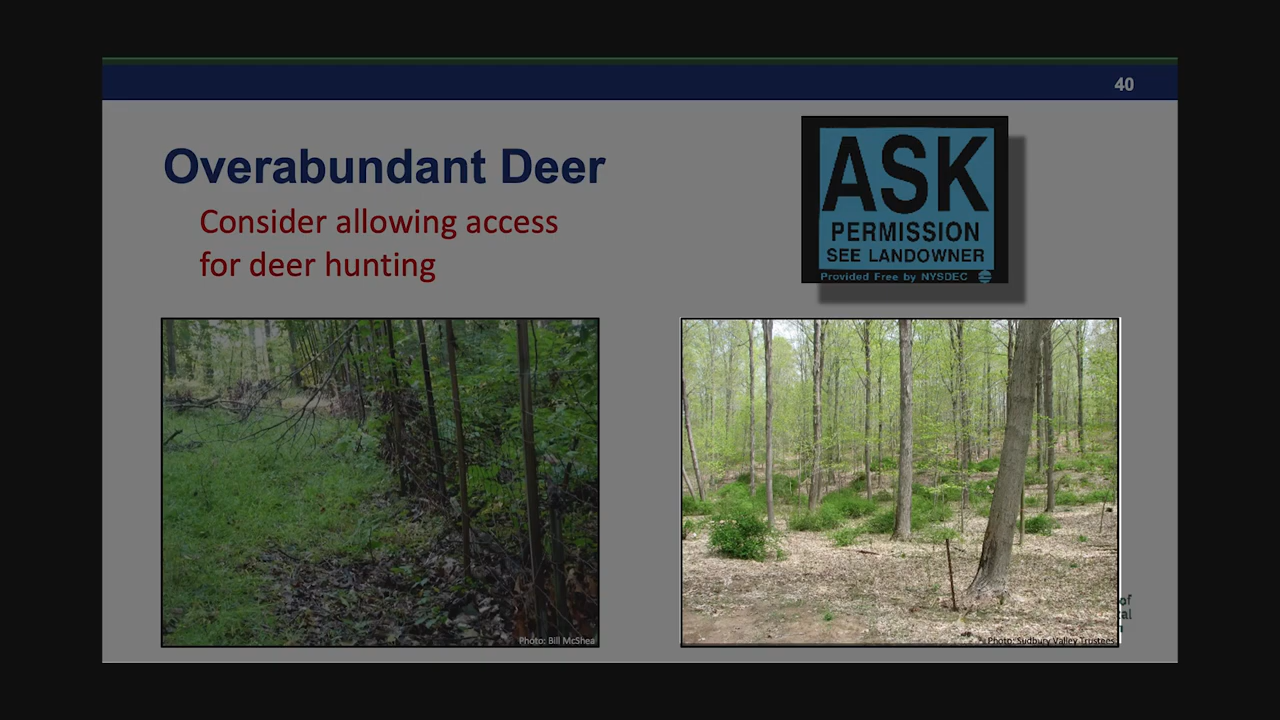 40
Overabundant Deer
Consider allowing access
for deer hunting
ASK
PERMISSION
SEE LANDOWNER
Provided Free by NYSDEC
Photo: Bill McShea
Photo: Sudbury Valley Trustees
of